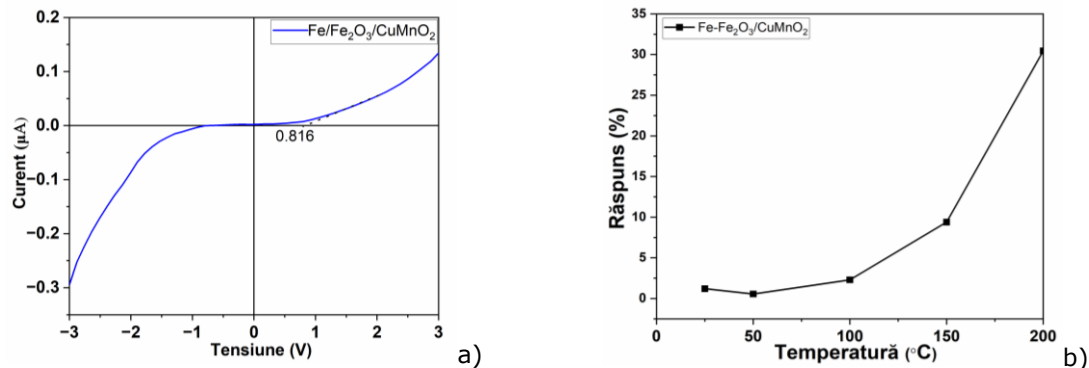 0.2
0.1
0.0
−0.1
−0.2
−0.3
Curent (μA)
Fe/Fe₂O₃/CuMnO₂
0.816
−3 −2 −1 0 1 2 3
Tensiune (V)
a)
35
30
25
20
15
10
5
0
Răspuns (%)
Fe-Fe₂O₃/CuMnO₂
0 50 100 150 200
Temperatură (°C)
b)